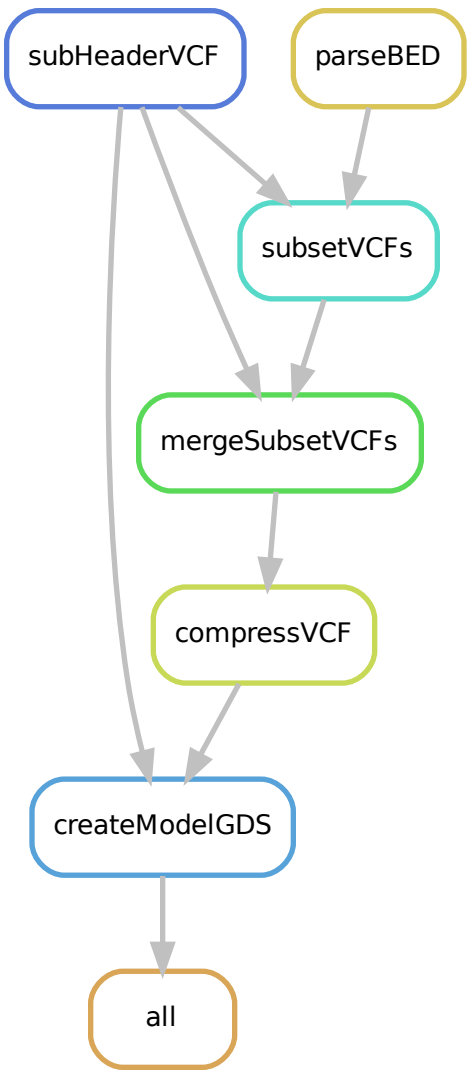 subHeaderVCF
parseBED
subsetVCFs
mergeSubsetVCFs
compressVCF
createModelGDS
all